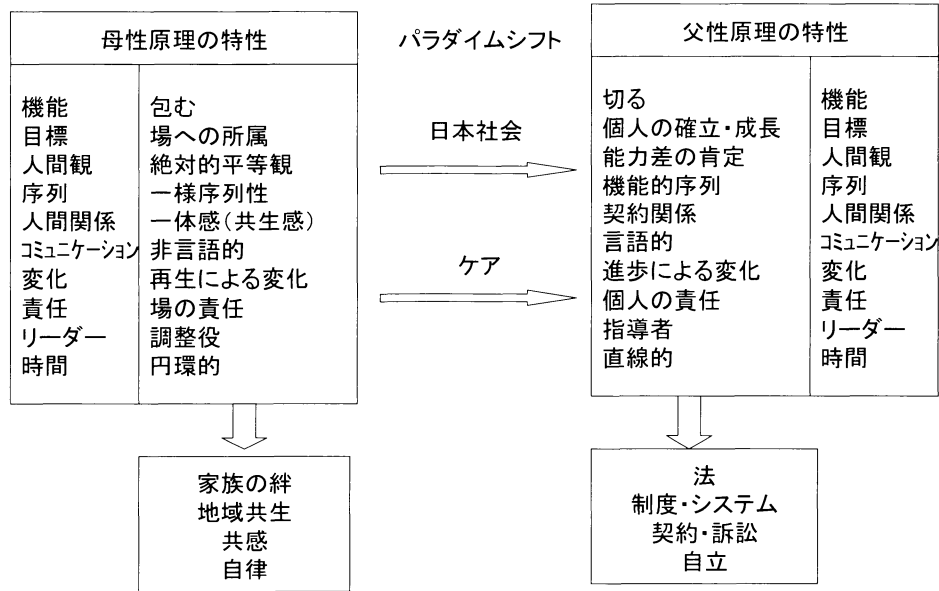 母性原理の特性
機能 包む
目標 場への所属
人間観 絶対的平等観
序列 一様序列性
人間関係 一体感（共生感）
コミュニケーション 非言語的
変化 再生による変化
責任 場の責任
リーダー 調整役
時間 円環的
家族の絆
地域共生
共感
自律
パラダイムシフト
日本社会
ケア
父性原理の特性
切る 機能
個人の確立・成長 目標
能力差の肯定 人間観
機能的序列 序列
契約関係 人間関係
言語的 コミュニケーション
進歩による変化 変化
個人の責任 責任
指導者 リーダー
直線的 時間
法
制度・システム
契約・訴訟
自立